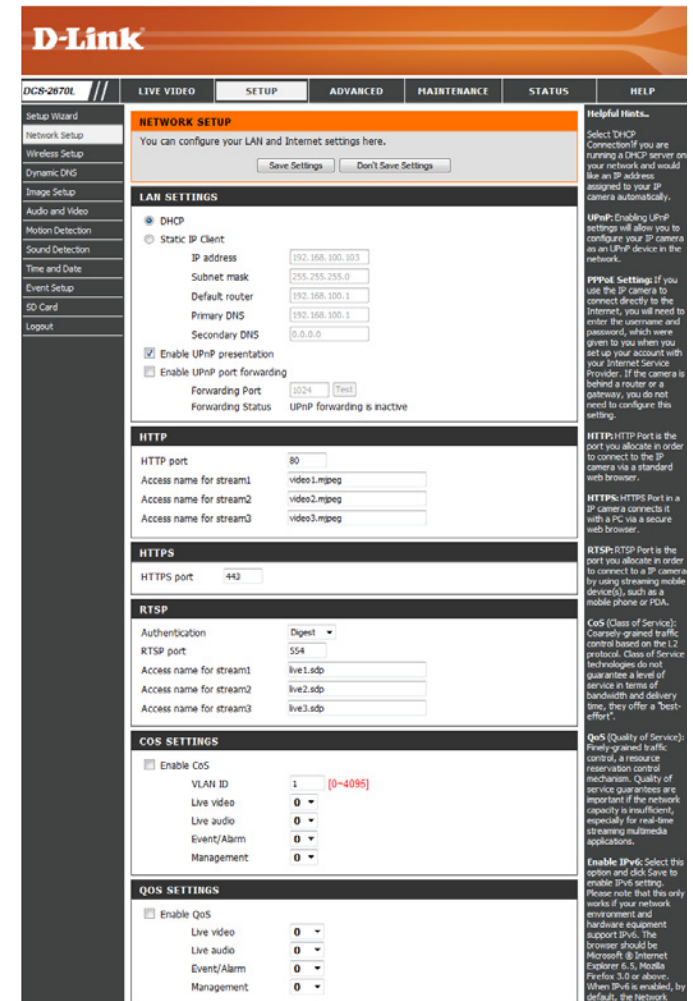 D-Link
DCS-2670L // LIVE VIDEO SETUP ADVANCED MAINTENANCE STATUS HELP
Setup Wizard
Network Setup
Wireless Setup
Dynamic DNS
Image Setup
Audio and Video
Motion Detection
Sound Detection
Time and Date
Event Setup
SD Card
Logout
NETWORK SETUP
You can configure your LAN and Internet settings here.
Save Settings Don't Save Settings
LAN SETTINGS
DHCP
Static IP Client
IP address 192.168.100.103
Subnet mask 255.255.255.0
Default router 192.168.100.1
Primary DNS 192.168.100.1
Secondary DNS 0.0.0.0
Enable UPnP presentation
Enable UPnP port forwarding
Forwarding Port 1024 Test
Forwarding Status UPnP forwarding is inactive
HTTP
HTTP port 80
Access name for stream1 video1.mjpeg
Access name for stream2 video2.mjpeg
Access name for stream3 video3.mjpeg
HTTPS
HTTPS port 443
RTSP
Authentication Digest
RTSP port 554
Access name for stream1 live1.sdp
Access name for stream2 live2.sdp
Access name for stream3 live3.sdp
COS SETTINGS
Enable CoS
VLAN ID 1 [0~4095]
Live video 0
Live audio 0
Event/Alarm 0
Management 0
QOS SETTINGS
Enable QoS
Live video 0
Live audio 0
Event/Alarm 0
Management 0
Helpful Hints..
Select 'DHCP
Connection'if you are
running a DHCP server on
your network and would
like an IP address
assigned to your IP
camera automatically.
UPnP: Enabling UPnP
settings will allow you to
configure your IP camera
as an UPnP device in the
network.
PPPoE Setting: If you
use the IP camera to
connect directly to the
Internet, you will need to
enter the username and
password, which were
given to you when you
set up your account with
your Internet Service
Provider. If the camera is
behind a router or a
gateway, you do not
need to configure this
setting.
HTTP: HTTP Port is the
port you allocate in order
to connect to the IP
camera via a standard
web browser.
HTTPS: HTTPS Port in a
IP camera connects it
with a PC via a secure
web browser.
RTSP: RTSP Port is the
port you allocate in order
to connect to a IP camera
by using streaming mobile
device(s), such as a
mobile phone or PDA.
CoS (Class of Service):
Coarsely-grained traffic
control based on the L2
protocol. Class of Service
technologies do not
guarantee a level of
service in terms of
bandwidth and delivery
time, they offer a "best-
effort".
QoS (Quality of Service):
Finely-grained traffic
control, a resource
reservation control
mechanism. Quality of
service guarantees are
important if the network
capacity is insufficient,
especially for real-time
streaming multimedia
applications.
Enable IPv6: Select this
option and click Save to
enable IPv6 setting.
Please note that this only
works if your network
environment and
hardware equipment
support IPv6. The
browser should be
Microsoft ® Internet
Explorer 6.5, Mozilla
Firefox 3.0 or above.
When IPv6 is enabled, by
default, the Network